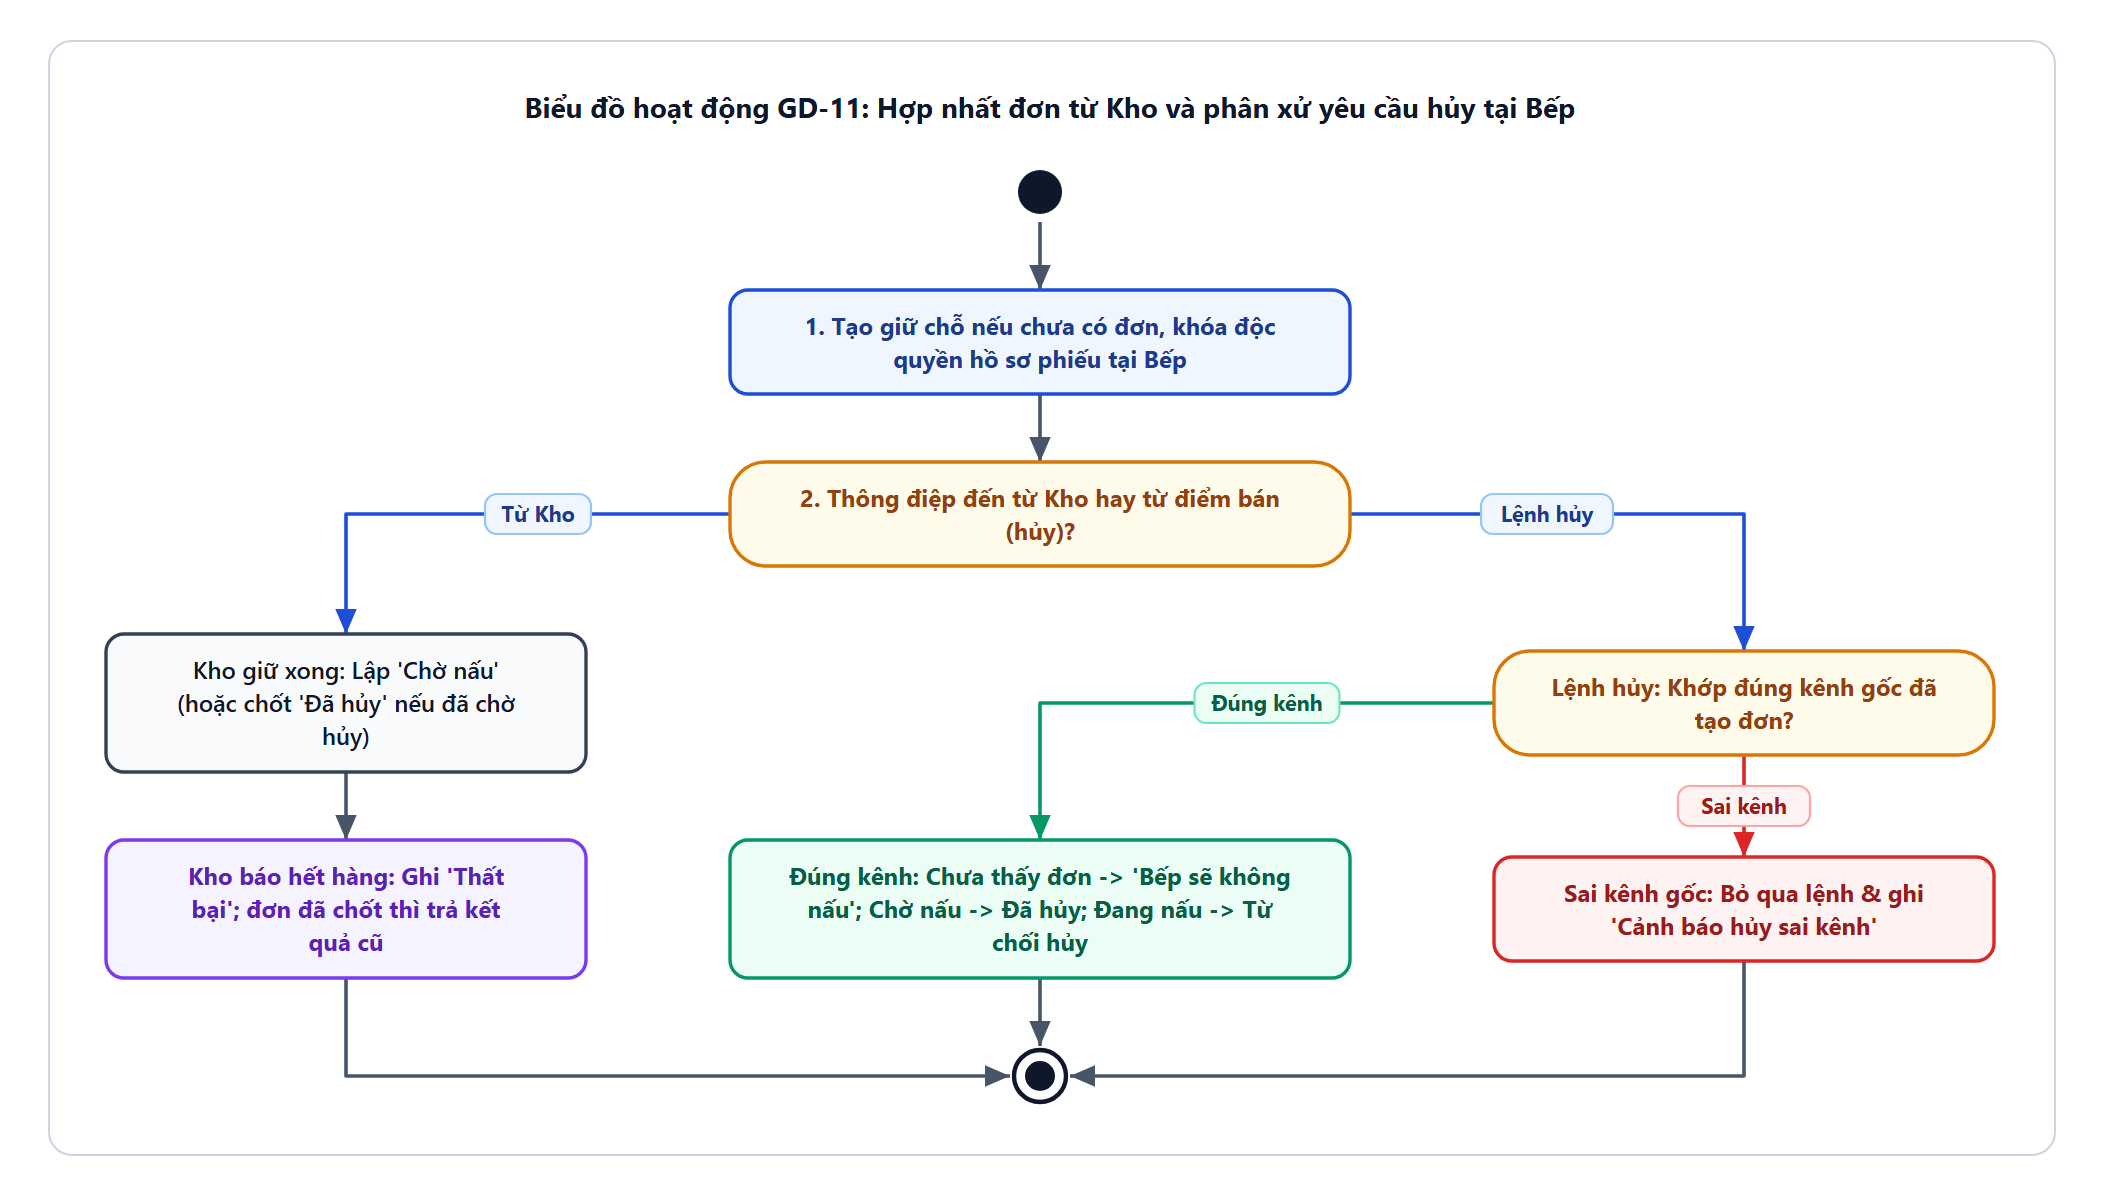 Biểu đồ hoạt động GD-11: Hợp nhất đơn từ Kho và phân xử yêu cầu hủy tại Bếp
1. Tạo giữ chỗ nếu chưa có đơn, khóa độc
quyền hồ sơ phiếu tại Bếp
2. Thông điệp đến từ Kho hay từ điểm bán
(hủy)?
Từ Kho
Lệnh hủy
Kho giữ xong: Lập 'Chờ nấu'
(hoặc chốt 'Đã hủy' nếu đã chờ
hủy)
Lệnh hủy: Khớp đúng kênh gốc đã
tạo đơn?
Đúng kênh
Sai kênh
Kho báo hết hàng: Ghi 'Thất
bại'; đơn đã chốt thì trả kết
quả cũ
Đúng kênh: Chưa thấy đơn -> 'Bếp sẽ không
nấu'; Chờ nấu -> Đã hủy; Đang nấu -> Từ
chối hủy
Sai kênh gốc: Bỏ qua lệnh & ghi
'Cảnh báo hủy sai kênh'